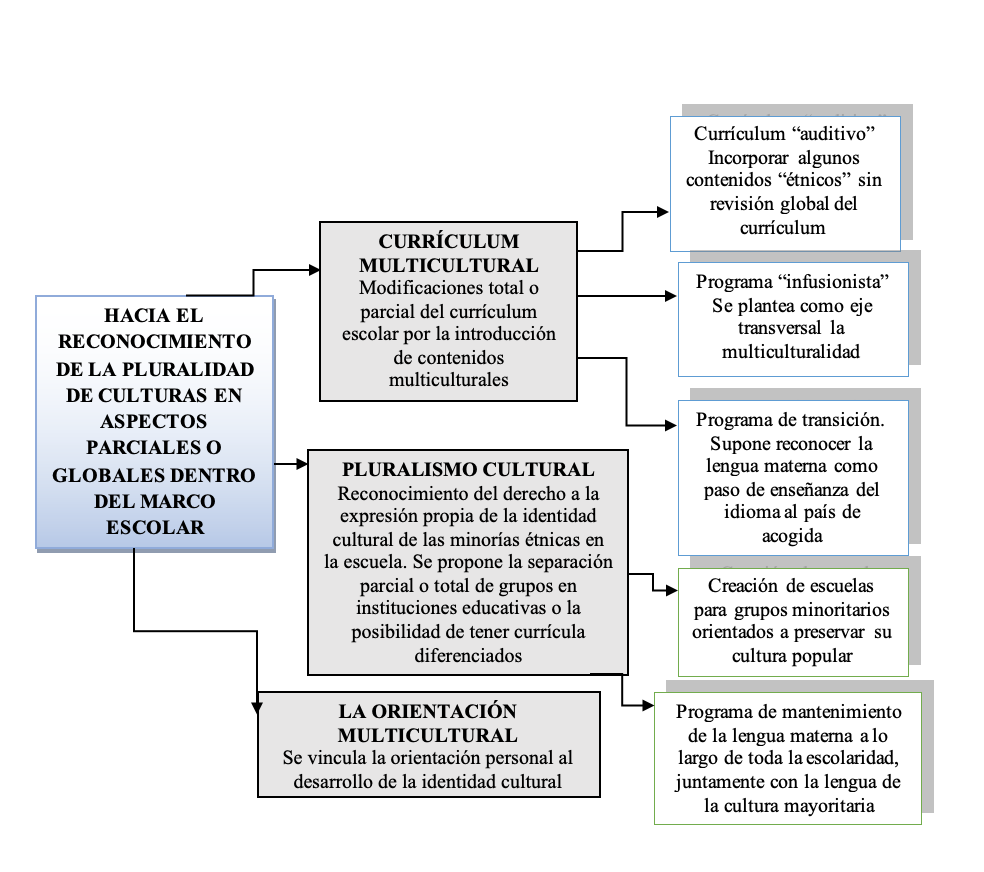 HACIA EL
RECONOCIMIENTO
DE LA PLURALIDAD
DE CULTURAS EN
ASPECTOS
PARCIALES O
GLOBALES DENTRO
DEL MARCO
ESCOLAR
CURRÍCULUM
MULTICULTURAL
Modificaciones total o
parcial del currículum
escolar por la introducción
de contenidos
multiculturales
PLURALISMO CULTURAL
Reconocimiento del derecho a la
expresión propia de la identidad
cultural de las minorías étnicas en
la escuela. Se propone la separación
parcial o total de grupos en
instituciones educativas o la
posibilidad de tener currícula
diferenciados
LA ORIENTACIÓN
MULTICULTURAL
Se vincula la orientación personal al
desarrollo de la identidad cultural
Currículum “auditivo”
Incorporar algunos
contenidos “étnicos” sin
revisión global del
currículum
Programa “infusionista”
Se plantea como eje
transversal la
multiculturalidad
Programa de transición.
Supone reconocer la
lengua materna como
paso de enseñanza del
idioma al país de
acogida
Creación de escuelas
para grupos minoritarios
orientados a preservar su
cultura popular
Programa de mantenimiento
de la lengua materna a lo
largo de toda la escolaridad,
juntamente con la lengua de
la cultura mayoritaria